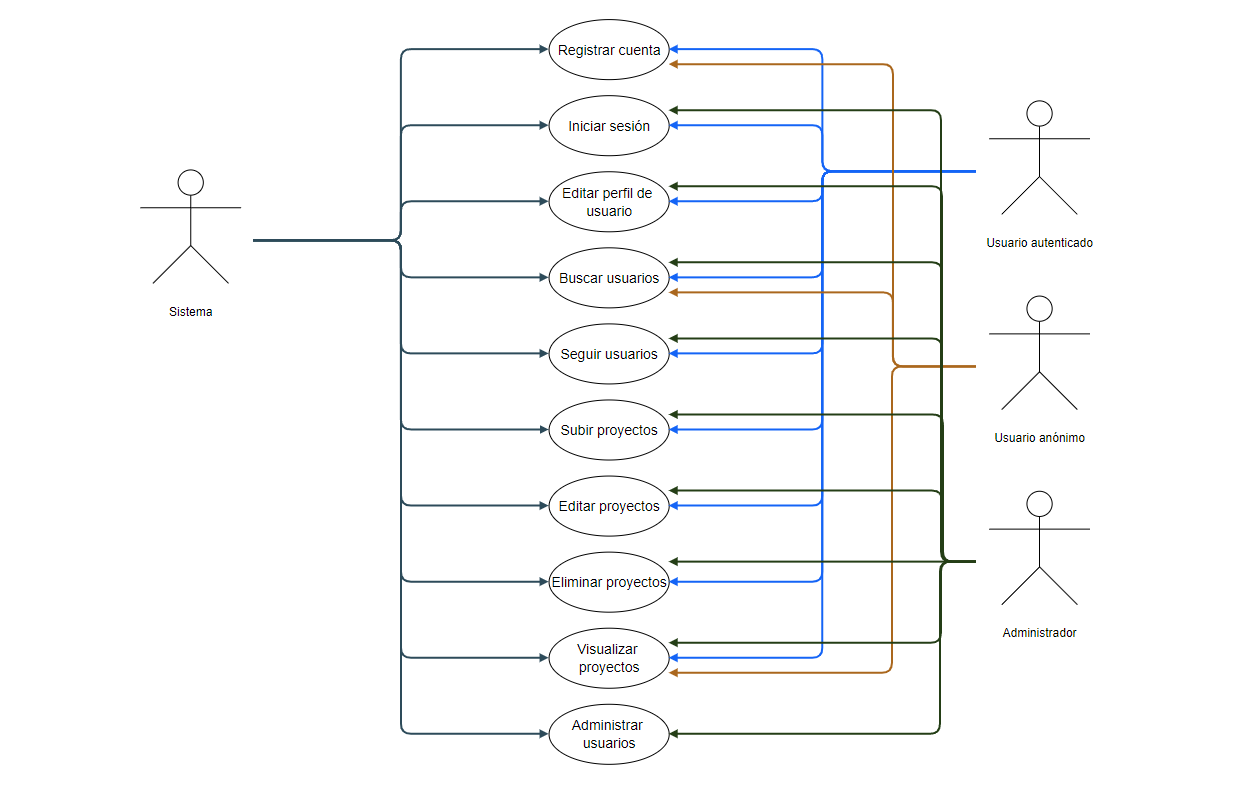 Registrar cuenta
Iniciar sesión
Editar perfil de
usuario
Buscar usuarios
Seguir usuarios
Subir proyectos
Editar proyectos
Eliminar proyectos
Visualizar
proyectos
Administrar
usuarios
Sistema
Usuario autenticado
Usuario anónimo
Administrador